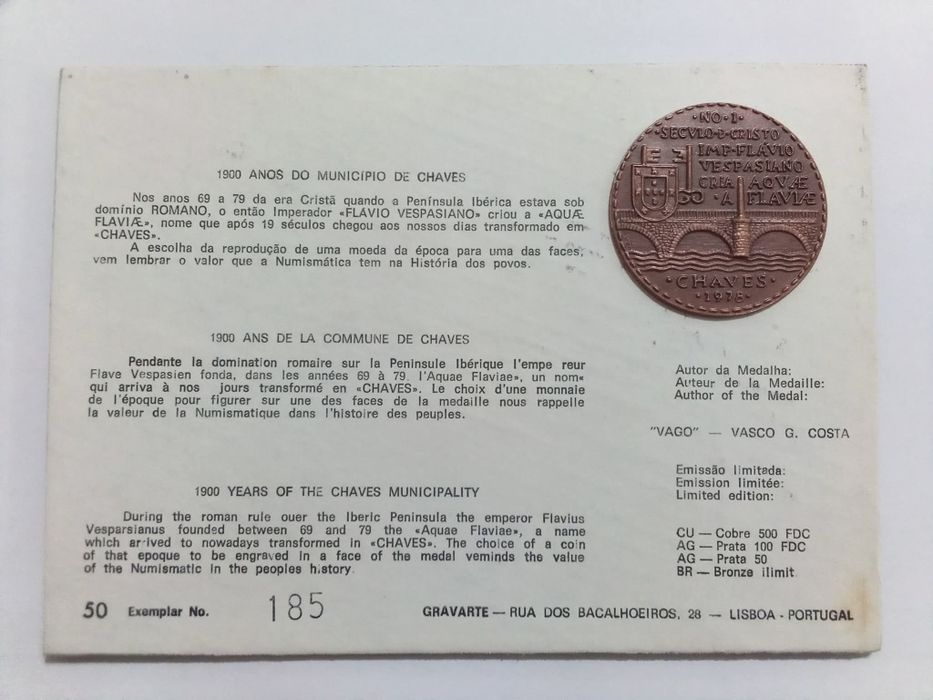 1900 ANOS DO MUNICIPIO DE CHAVES
Nos anos 69 a 79 da era Cristã quando a Península Ibérica estava sob
domínio ROMANO, o então Imperador «FLAVIO VESPASIANO» criou a «AQUÆ
FLAVIÆ», nome que após 19 séculos chegou aos nossos dias transformado em
«CHAVES».
A escolha da reprodução de uma moeda da época para uma das faces,
vem lembrar o valor que a Numismática tem na História dos povos.
1900 ANS DE LA COMMUNE DE CHAVES
Pendante la domination romaire sur la Peninsule Ibérique l'empe reur
Flave Vespasien fonda, dans les années 69 à 79, l'Aquae Flaviae», un nom«
qui arriva à nos jours transformé en «CHAVES». Le choix d'une monnaie
de l'époque pour figurer sur une des faces de la medaille nous rappelle
la valeur de la Numismatique dans l'histoire des peuples.
1900 YEARS OF THE CHAVES MUNICIPALITY
During the roman rule ouer the Iberic Peninsula the emperor Flavius
Vesparsianus founded between 69 and 79 the «Aquae Flaviae», a name
which arrived to nowadays transformed in «CHAVES». The choice of a coin
of that epoque to be engraved in a face of the medal veminds the value
of the Numismatic in the peoples history.
50 Exemplar No. 185
NO · I ·
· SECVLO · D · CRISTO
IMP · FLÁVIO
VESPASIANO
CRIA AQVÆ
· A · FLAVIÆ
· CHAVES ·
· 1978 ·
Autor da Medalha:
Auteur de la Medaille:
Author of the Medal:
"VAGO" — VASCO G. COSTA
Emissão limitada:
Emission limitée:
Limited edition:
CU — Cobre 500 FDC
AG — Prata 100 FDC
AG — Prata 50
BR — Bronze ilimit.
GRAVARTE — RUA DOS BACALHOEIROS, 28 — LISBOA - PORTUGAL